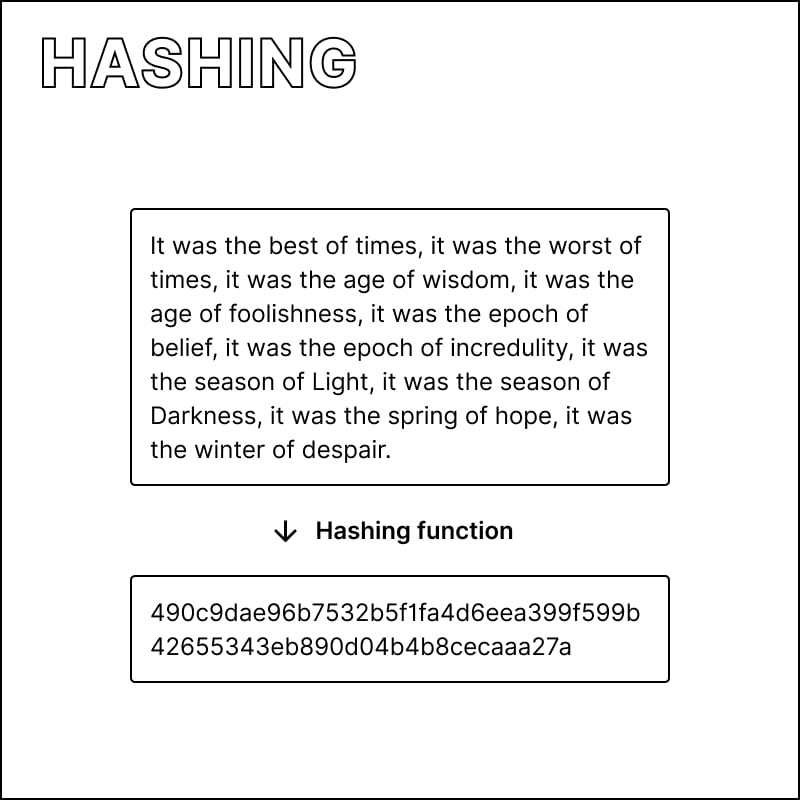 HASHING
It was the best of times, it was the worst of
times, it was the age of wisdom, it was the
age of foolishness, it was the epoch of
belief, it was the epoch of incredulity, it was
the season of Light, it was the season of
Darkness, it was the spring of hope, it was
the winter of despair.
Hashing function
490c9dae96b7532b5f1fa4d6eea399f599b
42655343eb890d04b4b8cecaaa27a